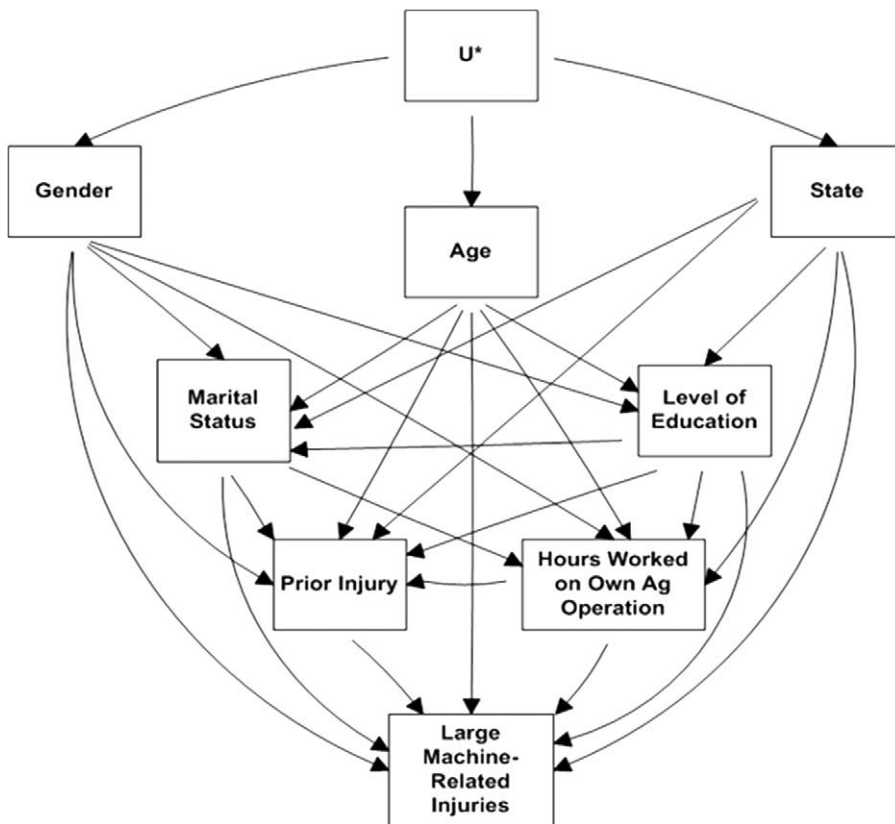 U*
Gender
State
Age
Marital
Status
Level of
Education
Prior Injury
Hours Worked
on Own Ag
Operation
Large
Machine-
Related
Injuries